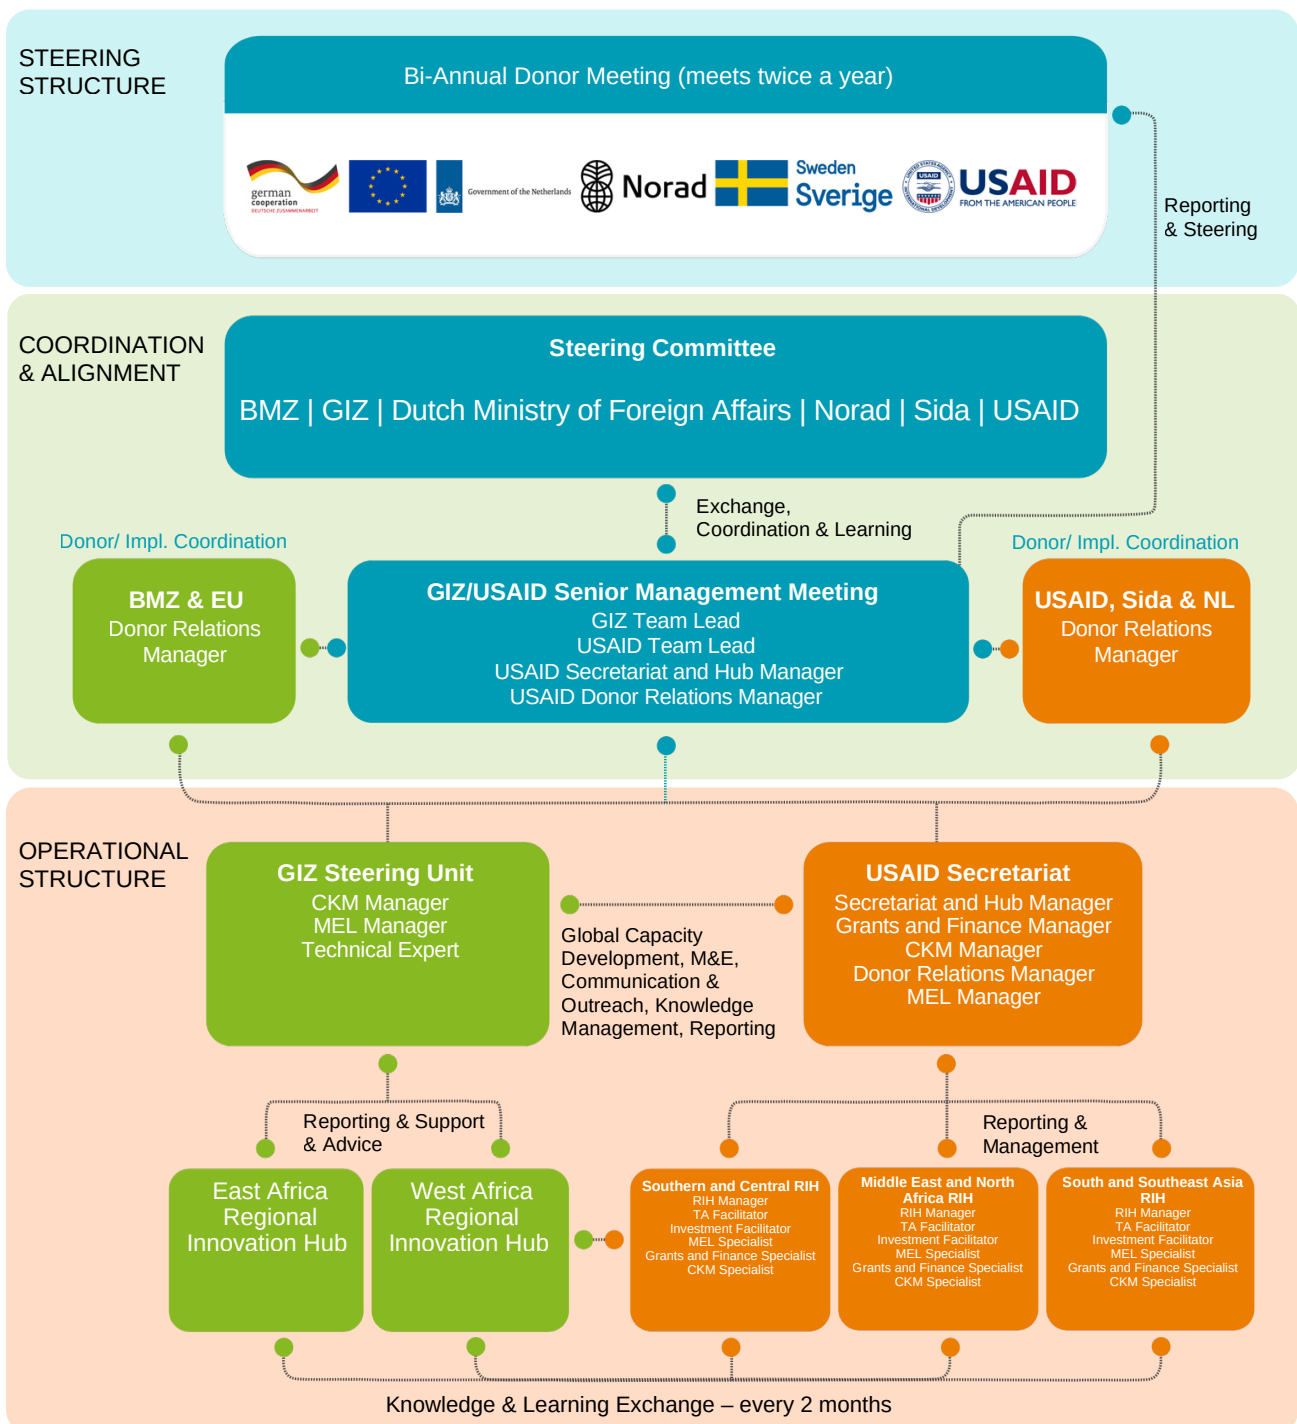 STEERING
STRUCTURE
Bi-Annual Donor Meeting (meets twice a year)
german
cooperation
DEUTSCHE ZUSAMMENARBEIT
Government of the Netherlands
Norad
Sweden
Sverige
UNITED STATES AGENCY
INTERNATIONAL DEVELOPMENT
USAID
USAID
FROM THE AMERICAN PEOPLE
Reporting
& Steering
COORDINATION
& ALIGNMENT
Steering Committee
BMZ | GIZ | Dutch Ministry of Foreign Affairs | Norad | Sida | USAID
Exchange,
Coordination & Learning
Donor/ Impl. Coordination
BMZ & EU
Donor Relations
Manager
GIZ/USAID Senior Management Meeting
GIZ Team Lead
USAID Team Lead
USAID Secretariat and Hub Manager
USAID Donor Relations Manager
Donor/ Impl. Coordination
USAID, Sida & NL
Donor Relations
Manager
OPERATIONAL
STRUCTURE
GIZ Steering Unit
CKM Manager
MEL Manager
Technical Expert
Global Capacity
Development, M&E,
Communication &
Outreach, Knowledge
Management, Reporting
USAID Secretariat
Secretariat and Hub Manager
Grants and Finance Manager
CKM Manager
Donor Relations Manager
MEL Manager
Reporting & Support
& Advice
Reporting &
Management
East Africa
Regional
Innovation Hub
West Africa
Regional
Innovation Hub
Southern and Central RIH
RIH Manager
TA Facilitator
Investment Facilitator
MEL Specialist
Grants and Finance Specialist
CKM Specialist
Middle East and North
Africa RIH
RIH Manager
TA Facilitator
Investment Facilitator
MEL Specialist
Grants and Finance Specialist
CKM Specialist
South and Southeast Asia
RIH
RIH Manager
TA Facilitator
Investment Facilitator
MEL Specialist
Grants and Finance Specialist
CKM Specialist
Knowledge & Learning Exchange – every 2 months